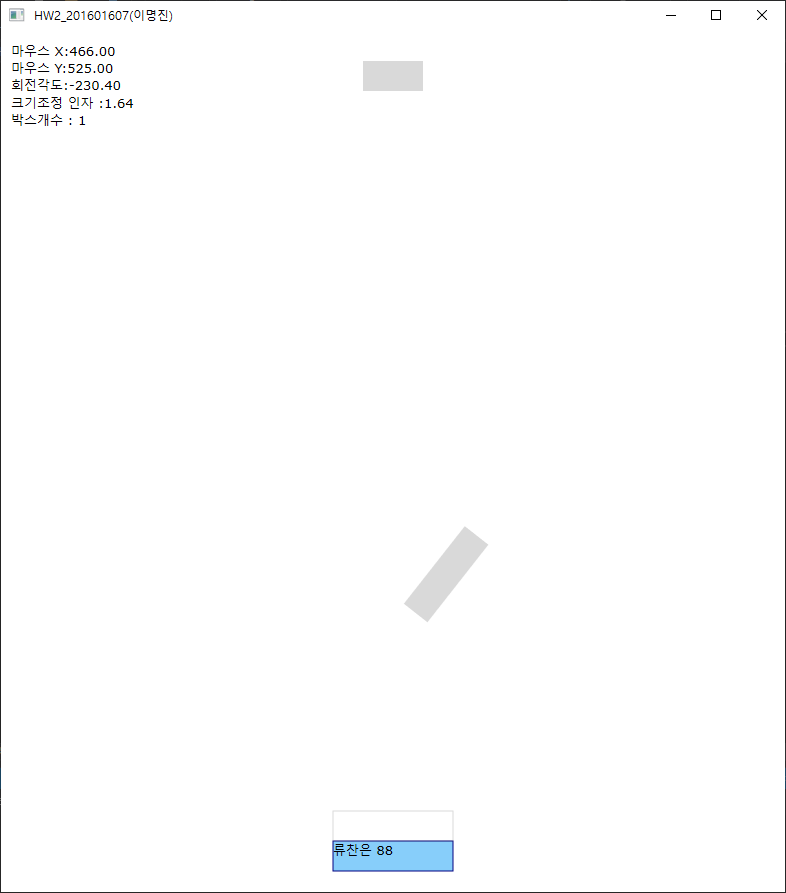 HW2_201601607(이명진)
마우스 X:466.00
마우스 Y:525.00
회전각도:-230.40
크기조정 인자 :1.64
박스개수 : 1
류찬은 88